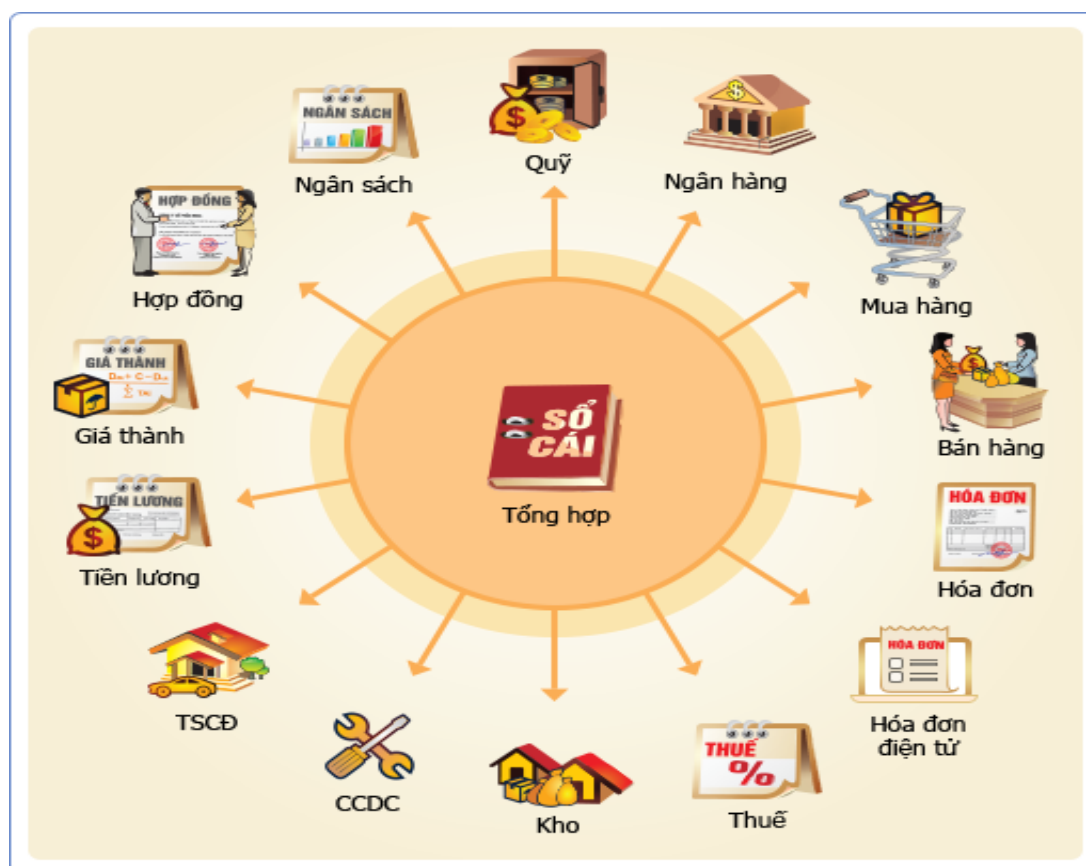 NGÂN SÁCH
Ngân sách
Quỹ
Ngân hàng
HỢP ĐỒNG
Hợp đồng
Mua hàng
GIÁ THÀNH
Giá thành
Bán hàng
SỔ
CÁI
Tổng hợp
TIỀN LƯƠNG
Tiền lương
HÓA ĐƠN
Hóa đơn
TSCĐ
HÓA ĐƠN
Hóa đơn
điện tử
CCDC
Kho
THUẾ
%
Thuế